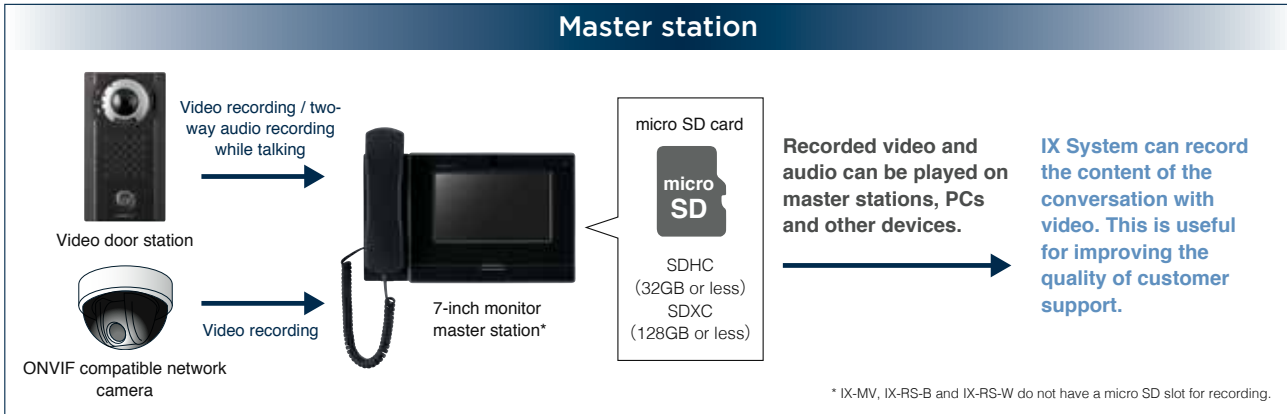 Master station
Video recording / two-
way audio recording
while talking
Video door station
Video recording
ONVIF compatible network
camera
7-inch monitor
master station*
micro SD card
micro
SD
SDHC
(32GB or less)
SDXC
(128GB or less)
Recorded video and
audio can be played on
master stations, PCs
and other devices.
IX System can record
the content of the
conversation with
video. This is useful
for improving the
quality of customer
support.
* IX-MV, IX-RS-B and IX-RS-W do not have a micro SD slot for recording.